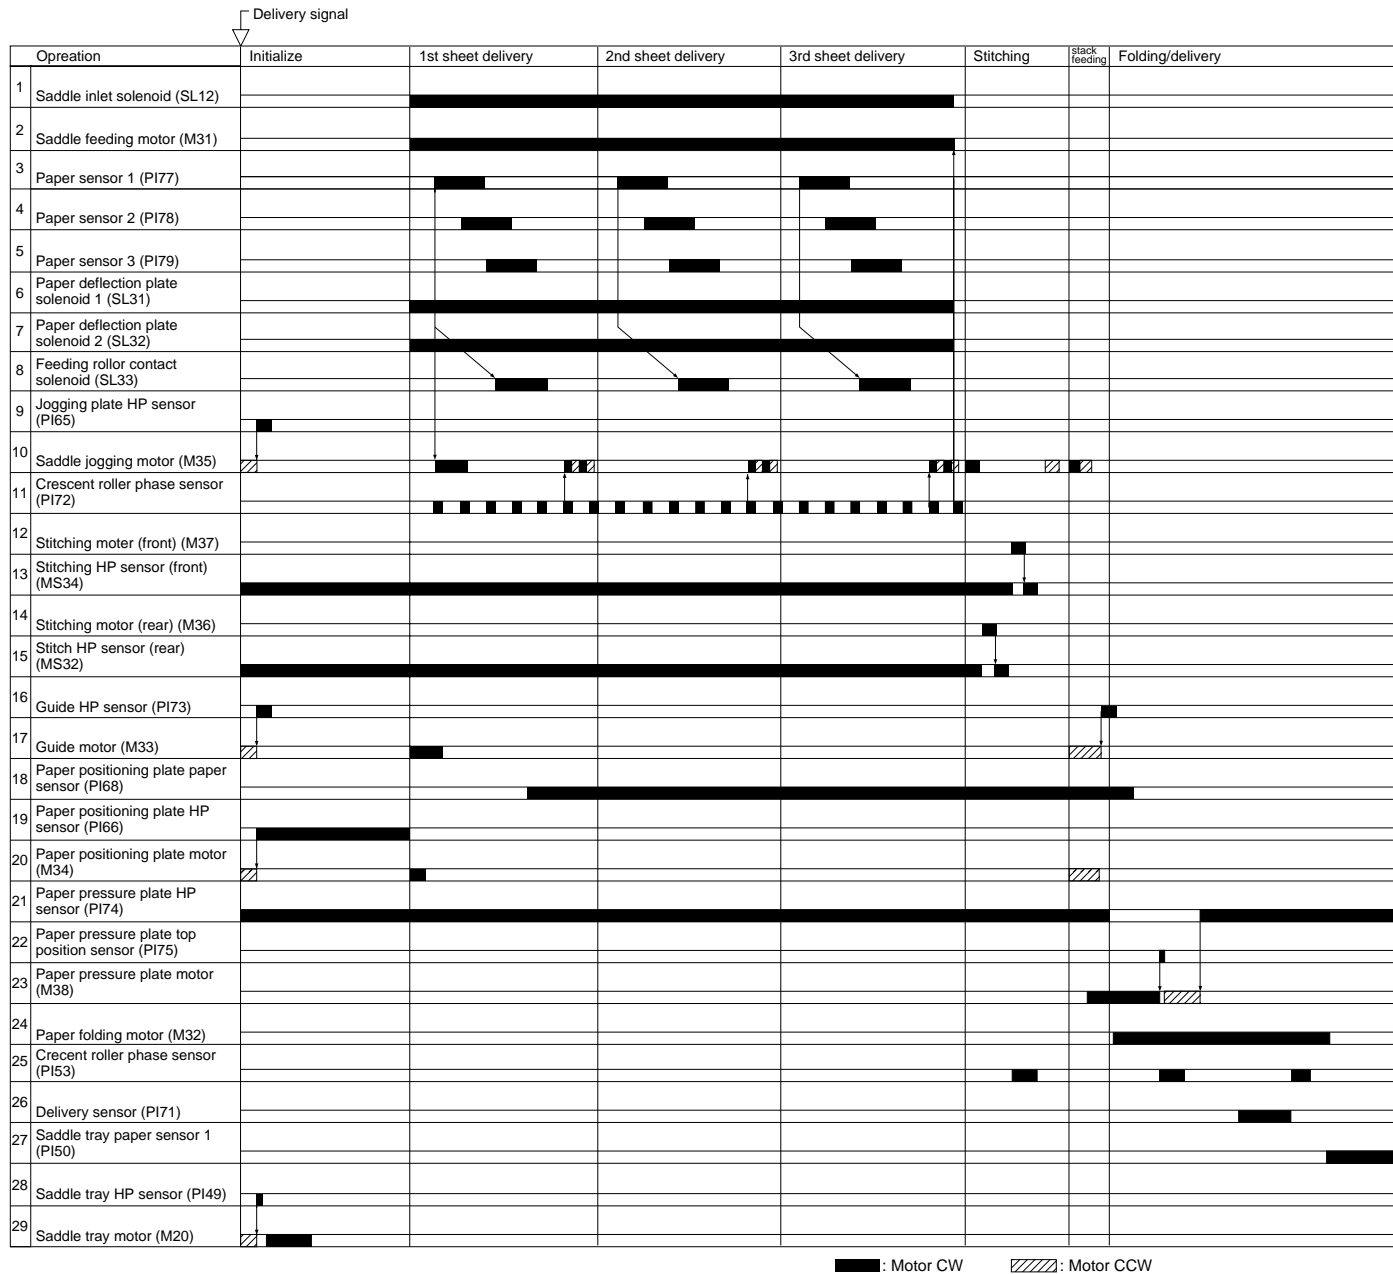 Delivery signal
Opreation
Initialize
1st sheet delivery
2nd sheet delivery
3rd sheet delivery
Stitching
stack
feeding
Folding/delivery
1
Saddle inlet solenoid (SL12)
2
Saddle feeding motor (M31)
3
Paper sensor 1 (PI77)
4
Paper sensor 2 (PI78)
5
Paper sensor 3 (PI79)
6
Paper deflection plate
solenoid 1 (SL31)
7
Paper deflection plate
solenoid 2 (SL32)
8
Feeding rollor contact
solenoid (SL33)
9
Jogging plate HP sensor
(PI65)
10
Saddle jogging motor (M35)
11
Crescent roller phase sensor
(PI72)
12
Stitching moter (front) (M37)
13
Stitching HP sensor (front)
(MS34)
14
Stitching motor (rear) (M36)
15
Stitch HP sensor (rear)
(MS32)
16
Guide HP sensor (PI73)
17
Guide motor (M33)
18
Paper positioning plate paper
sensor (PI68)
19
Paper positioning plate HP
sensor (PI66)
20
Paper positioning plate motor
(M34)
21
Paper pressure plate HP
sensor (PI74)
22
Paper pressure plate top
position sensor (PI75)
23
Paper pressure plate motor
(M38)
24
Paper folding motor (M32)
25
Crecent roller phase sensor
(PI53)
26
Delivery sensor (PI71)
27
Saddle tray paper sensor 1
(PI50)
28
Saddle tray HP sensor (PI49)
29
Saddle tray motor (M20)
: Motor CW
: Motor CCW